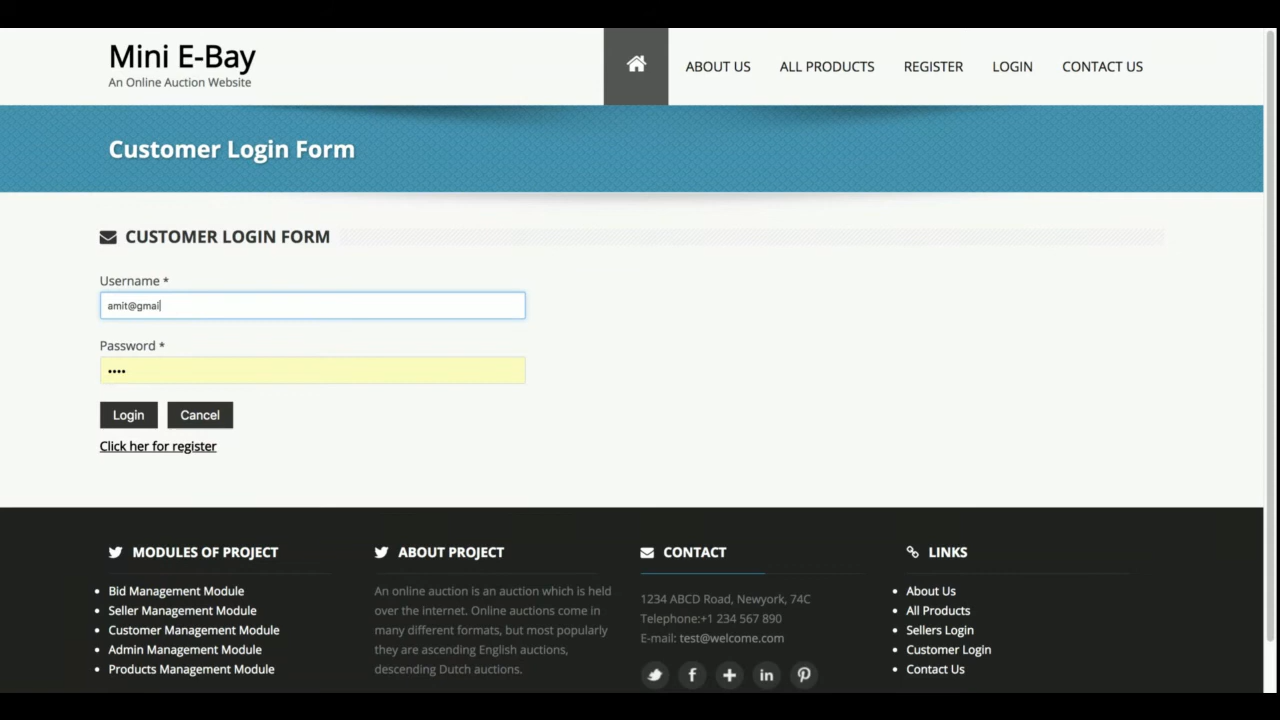 Mini E-Bay
An Online Auction Website
ABOUT US
ALL PRODUCTS
REGISTER
LOGIN
CONTACT US
Customer Login Form
CUSTOMER LOGIN FORM
Username *
amit@gmai
Password *
••••
Login
Cancel
Click her for register
MODULES OF PROJECT
Bid Management Module
Seller Management Module
Customer Management Module
Admin Management Module
Products Management Module
ABOUT PROJECT
An online auction is an auction which is held
over the internet. Online auctions come in
many different formats, but most popularly
they are ascending English auctions,
descending Dutch auctions.
CONTACT
1234 ABCD Road, Newyork, 74C
Telephone:+1 234 567 890
E-mail: test@welcome.com
LINKS
About Us
All Products
Sellers Login
Customer Login
Contact Us